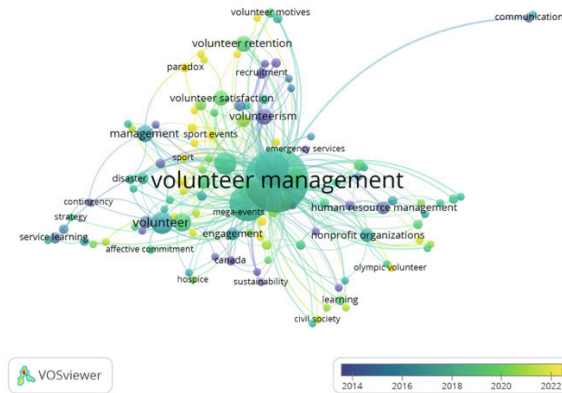 volunteer motives
communication
volunteer retention
paradox
recruitment
volunteer satisfaction
volunteerism
management
sport events
emergency services
sport
disaster
volunteer management
contingency
human resource management
mega-events
strategy
volunteer
service learning
engagement
nonprofit organizations
affective commitment
canada
olympic volunteer
hospice
sustainability
learning
civil society
VOSviewer
2014 2016 2018 2020 2022